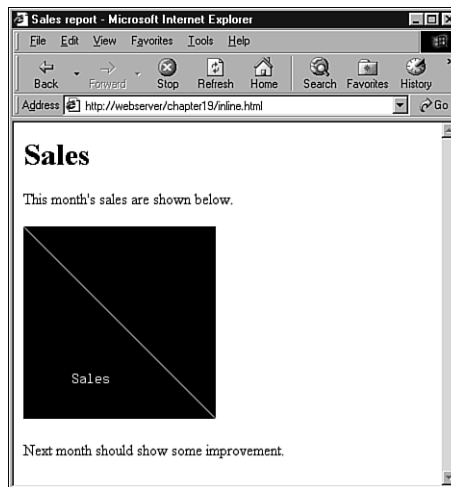 Sales report - Microsoft Internet Explorer
File Edit View Favorites Tools Help
Back Forward Stop Refresh Home Search Favorites History »
Address http://webserver/chapter19/inline.html Go
Sales
This month's sales are shown below.
Sales
Next month should show some improvement.